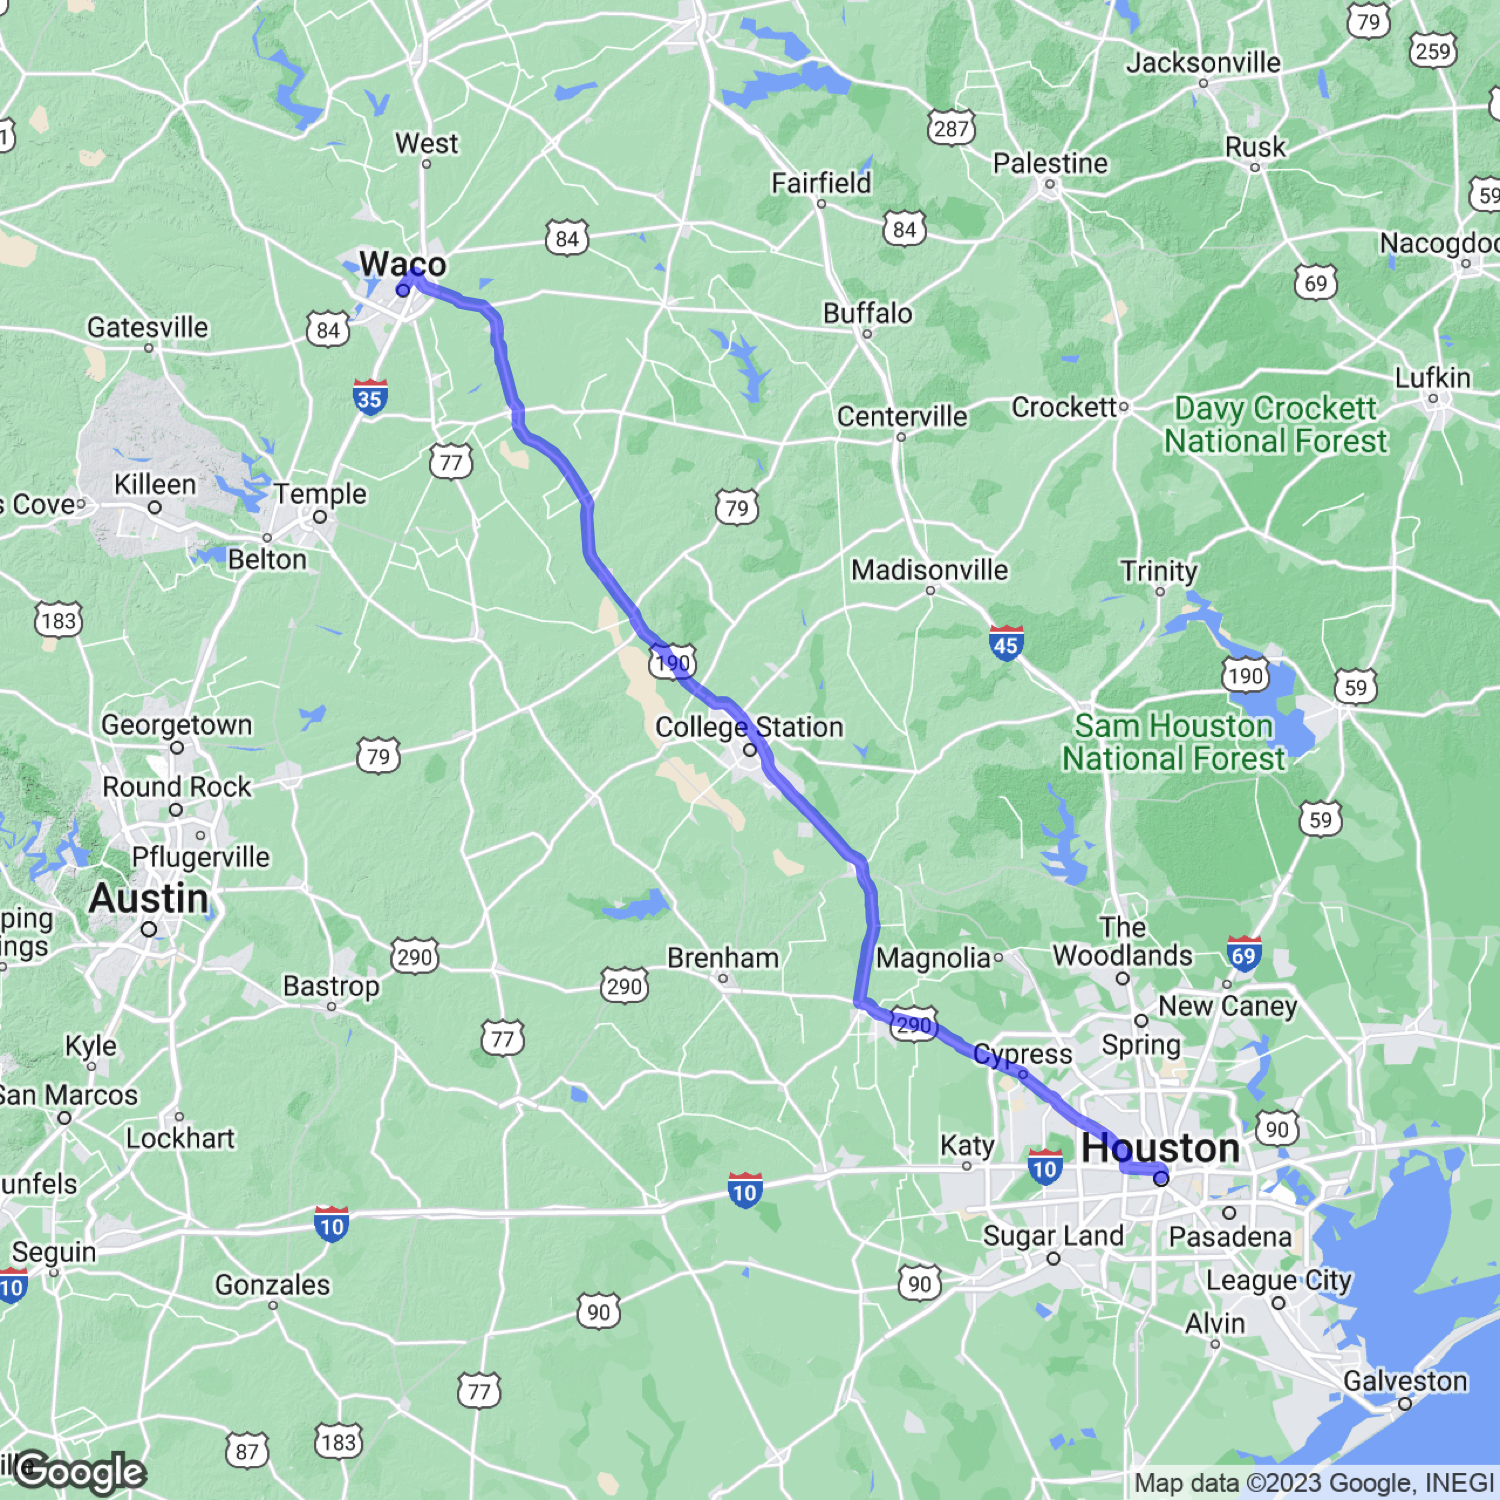 79
Jacksonville
259
West
287
Rusk
Palestine
Fairfield
59
84
84
Nacogdoc
Waco
69
Buffalo
Gatesville
84
35
Lufkin
Crockett
Davy Crockett
National Forest
Centerville
77
Killeen
Temple
s Cove
79
Belton
Madisonville
Trinity
183
45
190
190
59
Georgetown
College Station
Sam Houston
National Forest
79
Round Rock
59
Pflugerville
Austin
ping
ings
The
Woodlands
290
Brenham
Magnolia
69
Bastrop
290
New Caney
290
77
Kyle
Cypress
Spring
San Marcos
Lockhart
90
Houston
Katy
10
unfels
10
10
Pasadena
Sugar Land
Seguin
10
Gonzales
90
90
League City
Alvin
77
Galveston
87
183
ille
Google
Map data ©2023 Google, INEGI